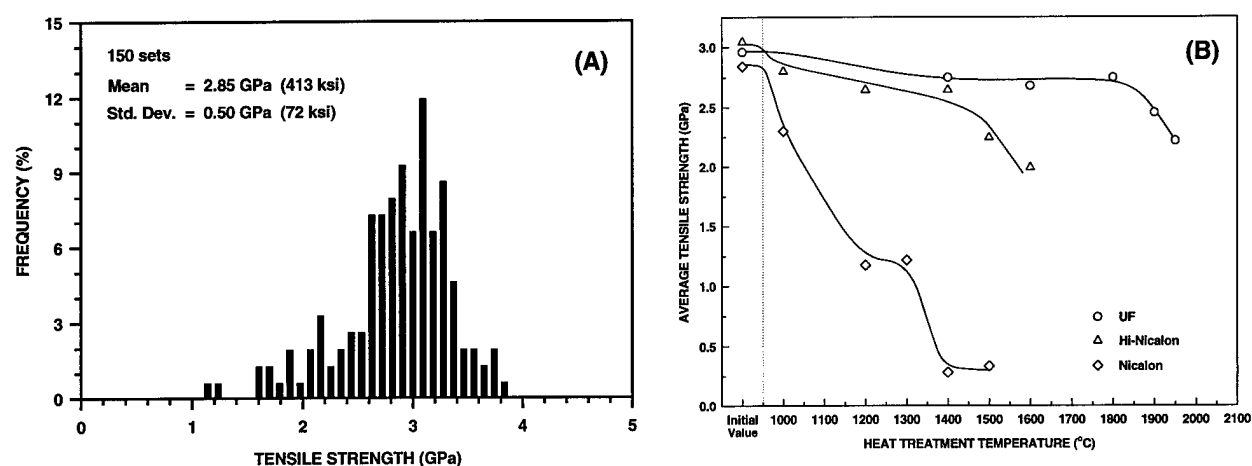 15
12
9
6
3
0
FREQUENCY (%)
150 sets
Mean = 2.85 GPa (413 ksi)
Std. Dev. = 0.50 GPa (72 ksi)
(A)
0 1 2 3 4 5
TENSILE STRENGTH (GPa)
3.0
2.5
2.0
1.5
1.0
0.5
0.0
AVERAGE TENSILE STRENGTH (GPa)
(B)
UF
Hi-Nicalon
Nicalon
Initial
Value
1000 1200 1300 1400 1500 1600 1700 1800 1900 2000 2100
HEAT TREATMENT TEMPERATURE (°C)